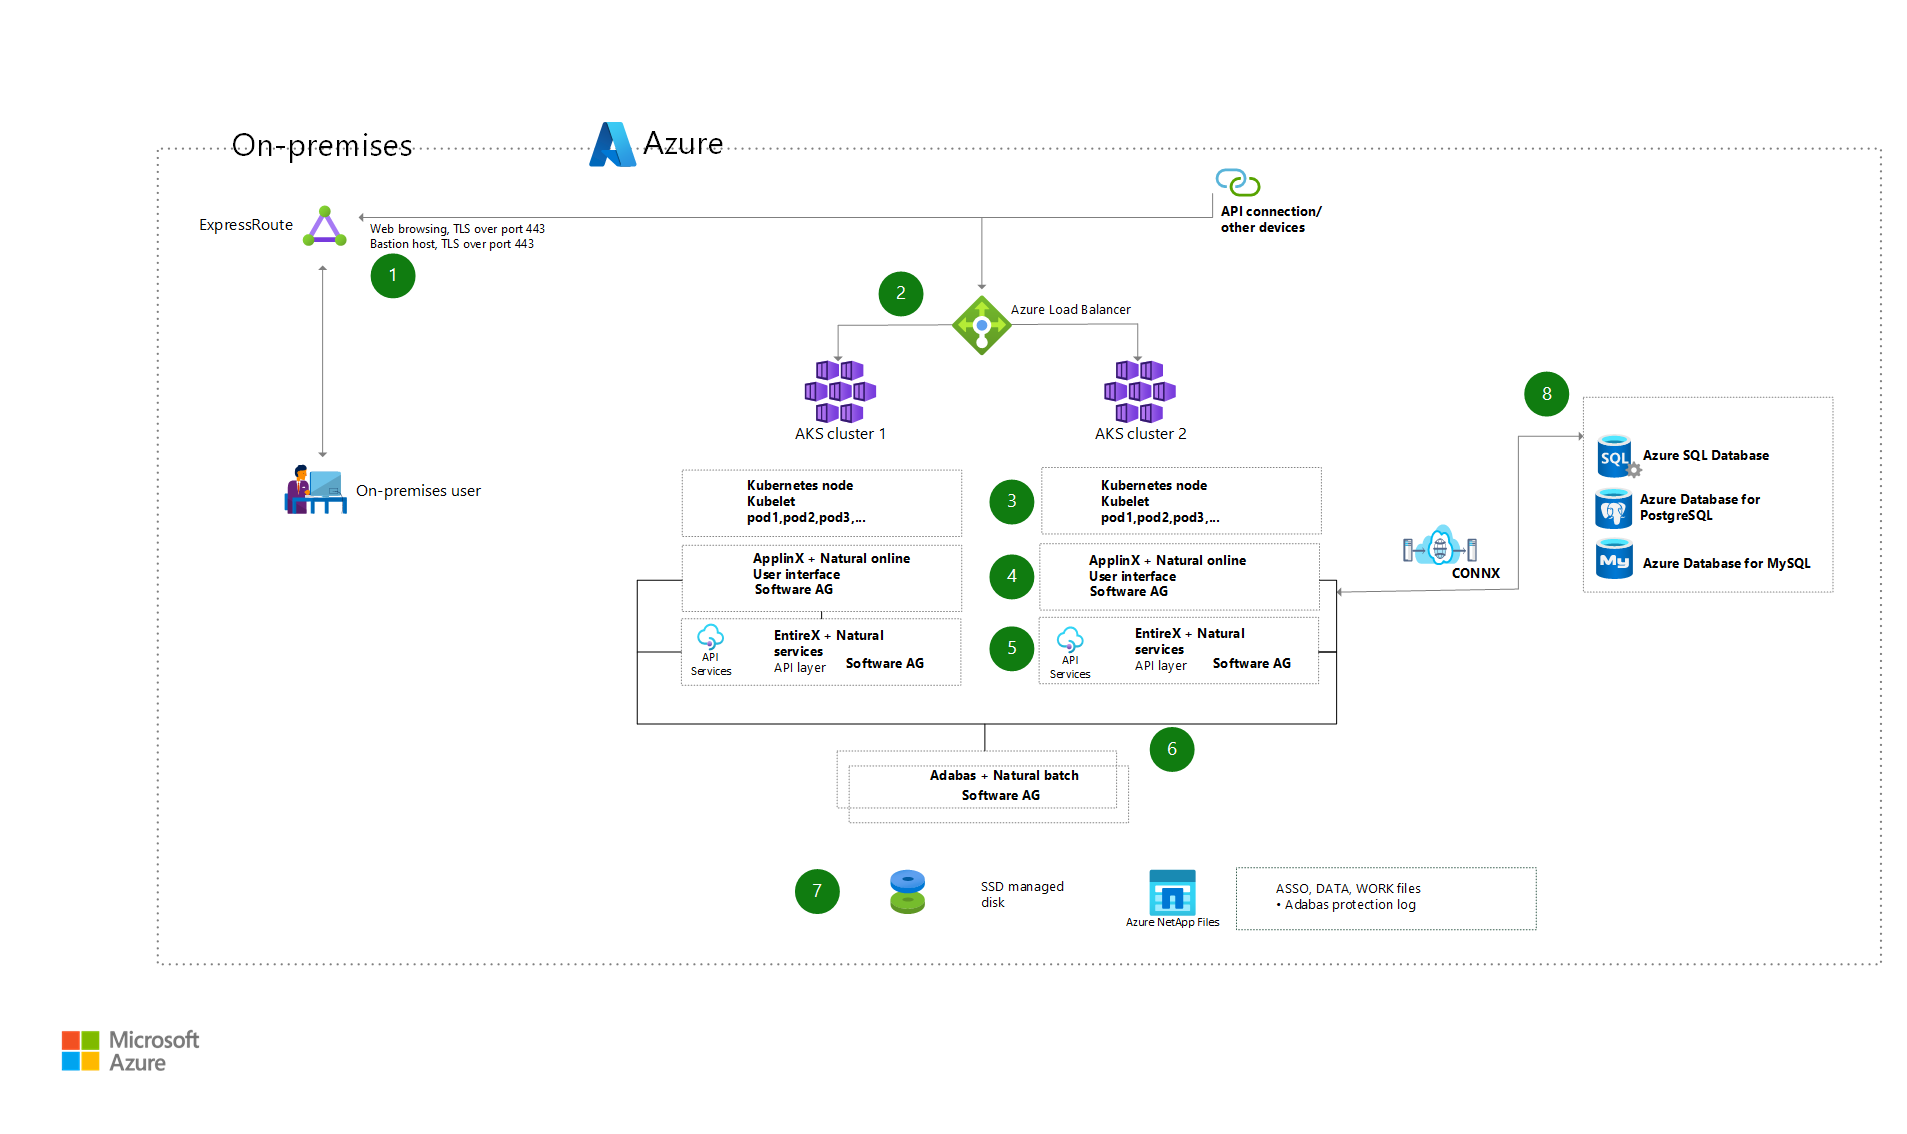 On-premises
Azure
API connection/
other devices
ExpressRoute
Web browsing, TLS over port 443
Bastion host, TLS over port 443
1
2
Azure Load Balancer
AKS cluster 1
AKS cluster 2
On-premises user
Kubernetes node
Kubelet
pod1,pod2,pod3,...
3
Kubernetes node
Kubelet
pod1,pod2,pod3,...
ApplinX + Natural online
User interface
Software AG
4
ApplinX + Natural online
User interface
Software AG
API
Services
EntireX + Natural
services
API layer
Software AG
5
API
Services
EntireX + Natural
services
API layer
Software AG
CONNX
8
SQL
Azure SQL Database
Azure Database for
PostgreSQL
My
Azure Database for MySQL
6
Adabas + Natural batch
Software AG
7
SSD managed
disk
Azure NetApp Files
ASSO, DATA, WORK files
• Adabas protection log
Microsoft
Azure